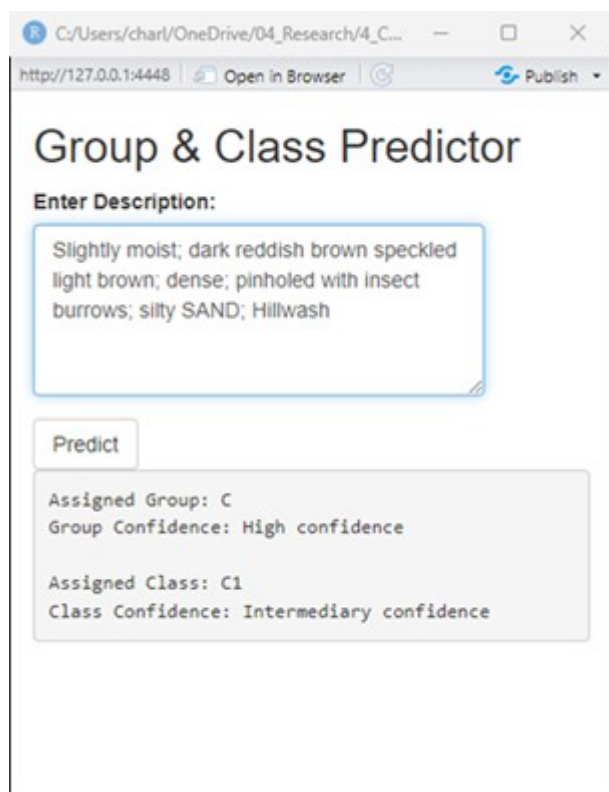 C:/Users/charl/OneDrive/04_Research/4_C...
http://127.0.0.1:4448 Open in Browser Publish
Group & Class Predictor
Enter Description:
Slightly moist; dark reddish brown speckled
light brown; dense; pinholed with insect
burrows; silty SAND; Hillwash
Predict
Assigned Group: C
Group Confidence: High confidence
Assigned Class: C1
Class Confidence: Intermediary confidence